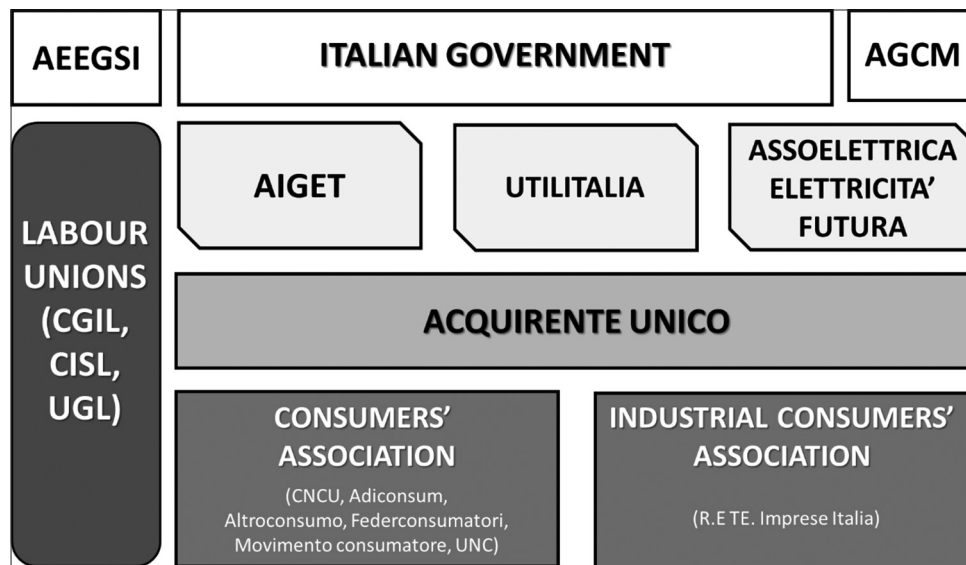 AEEGSI
ITALIAN GOVERNMENT
AGCM
LABOUR
UNIONS
(CGIL,
CISL,
UGL)
AIGET
UTILITALIA
ASSOELETTRICA
ELETTRICITA’
FUTURA
ACQUIRENTE UNICO
CONSUMERS’
ASSOCIATION
(CNCU, Adiconsum,
Altroconsumo, Federconsumatori,
Movimento consumatore, UNC)
INDUSTRIAL CONSUMERS’
ASSOCIATION
(R.E TE. Imprese Italia)